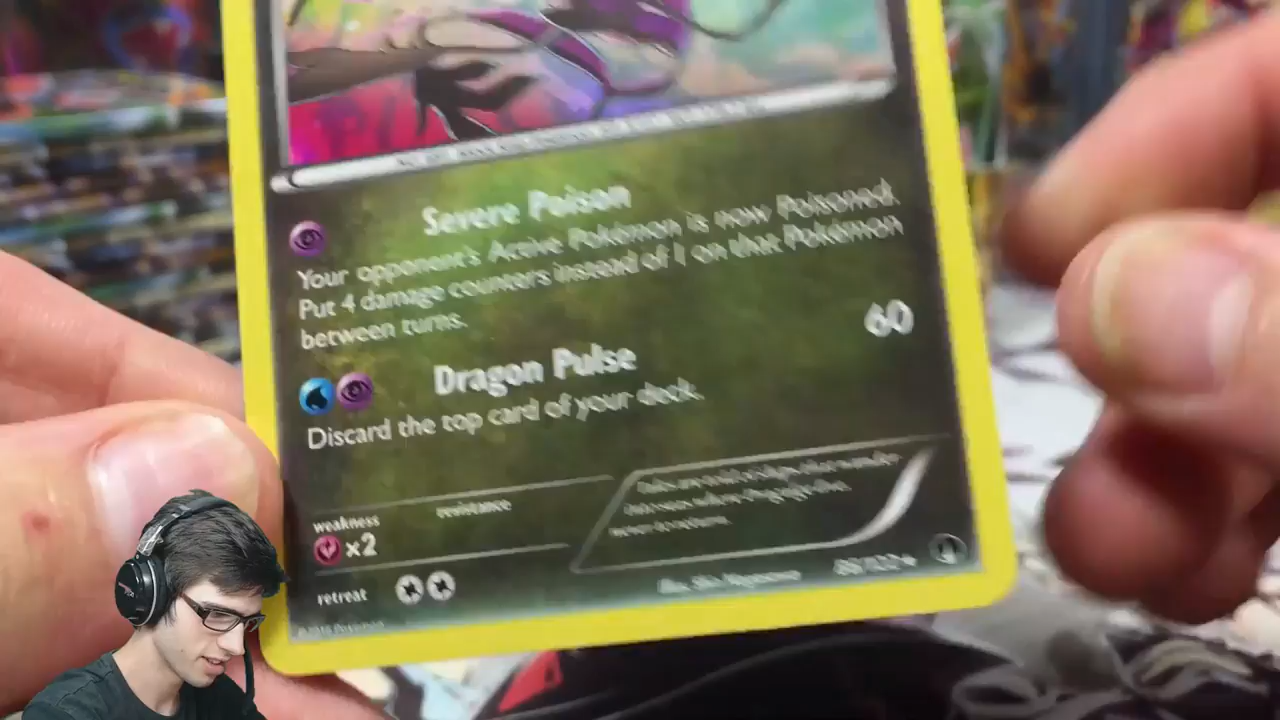 Severe Poison
Your opponent's Active Pokémon is now Poisoned.
Put 4 damage counters instead of 1 on that Pokémon
between turns.
60
Dragon Pulse
Discard the top card of your deck.
weakness
resistance
×2
retreat